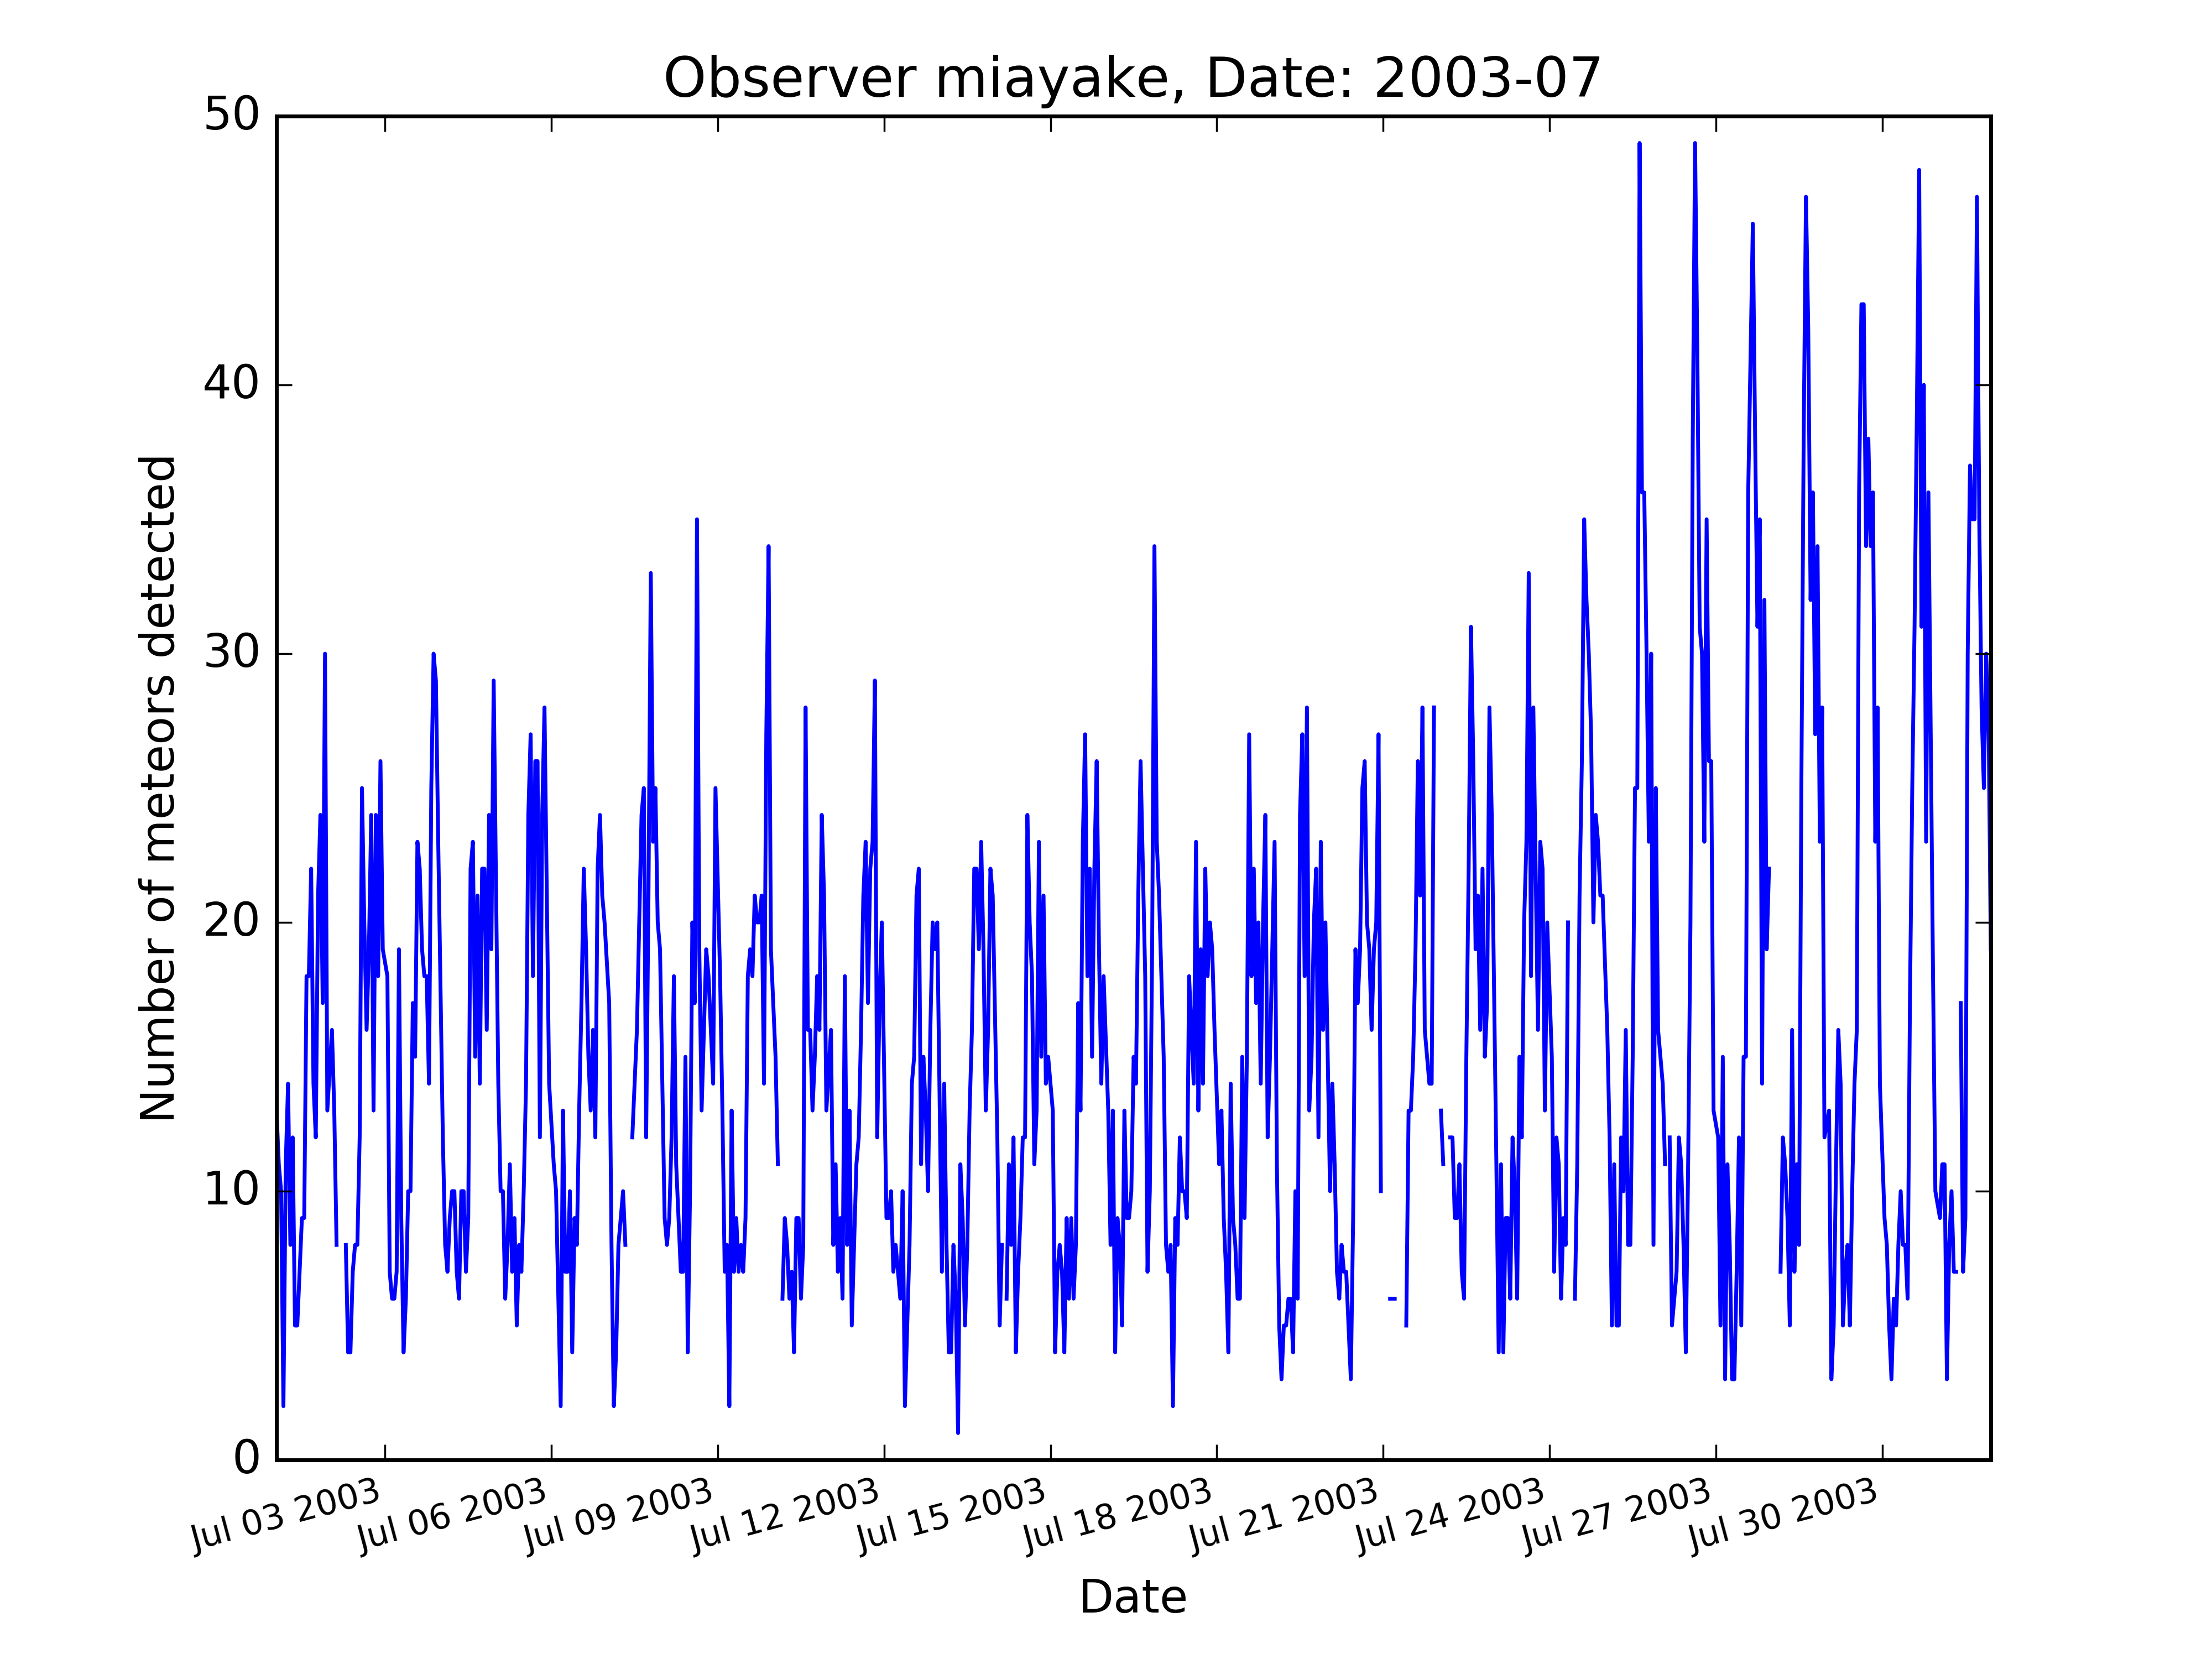 Observer miayake, Date: 2003-07
50
40
30
20
10
0
Number of meteors detected
Jul 03 2003
Jul 06 2003
Jul 09 2003
Jul 12 2003
Jul 15 2003
Jul 18 2003
Jul 21 2003
Jul 24 2003
Jul 27 2003
Jul 30 2003
Date